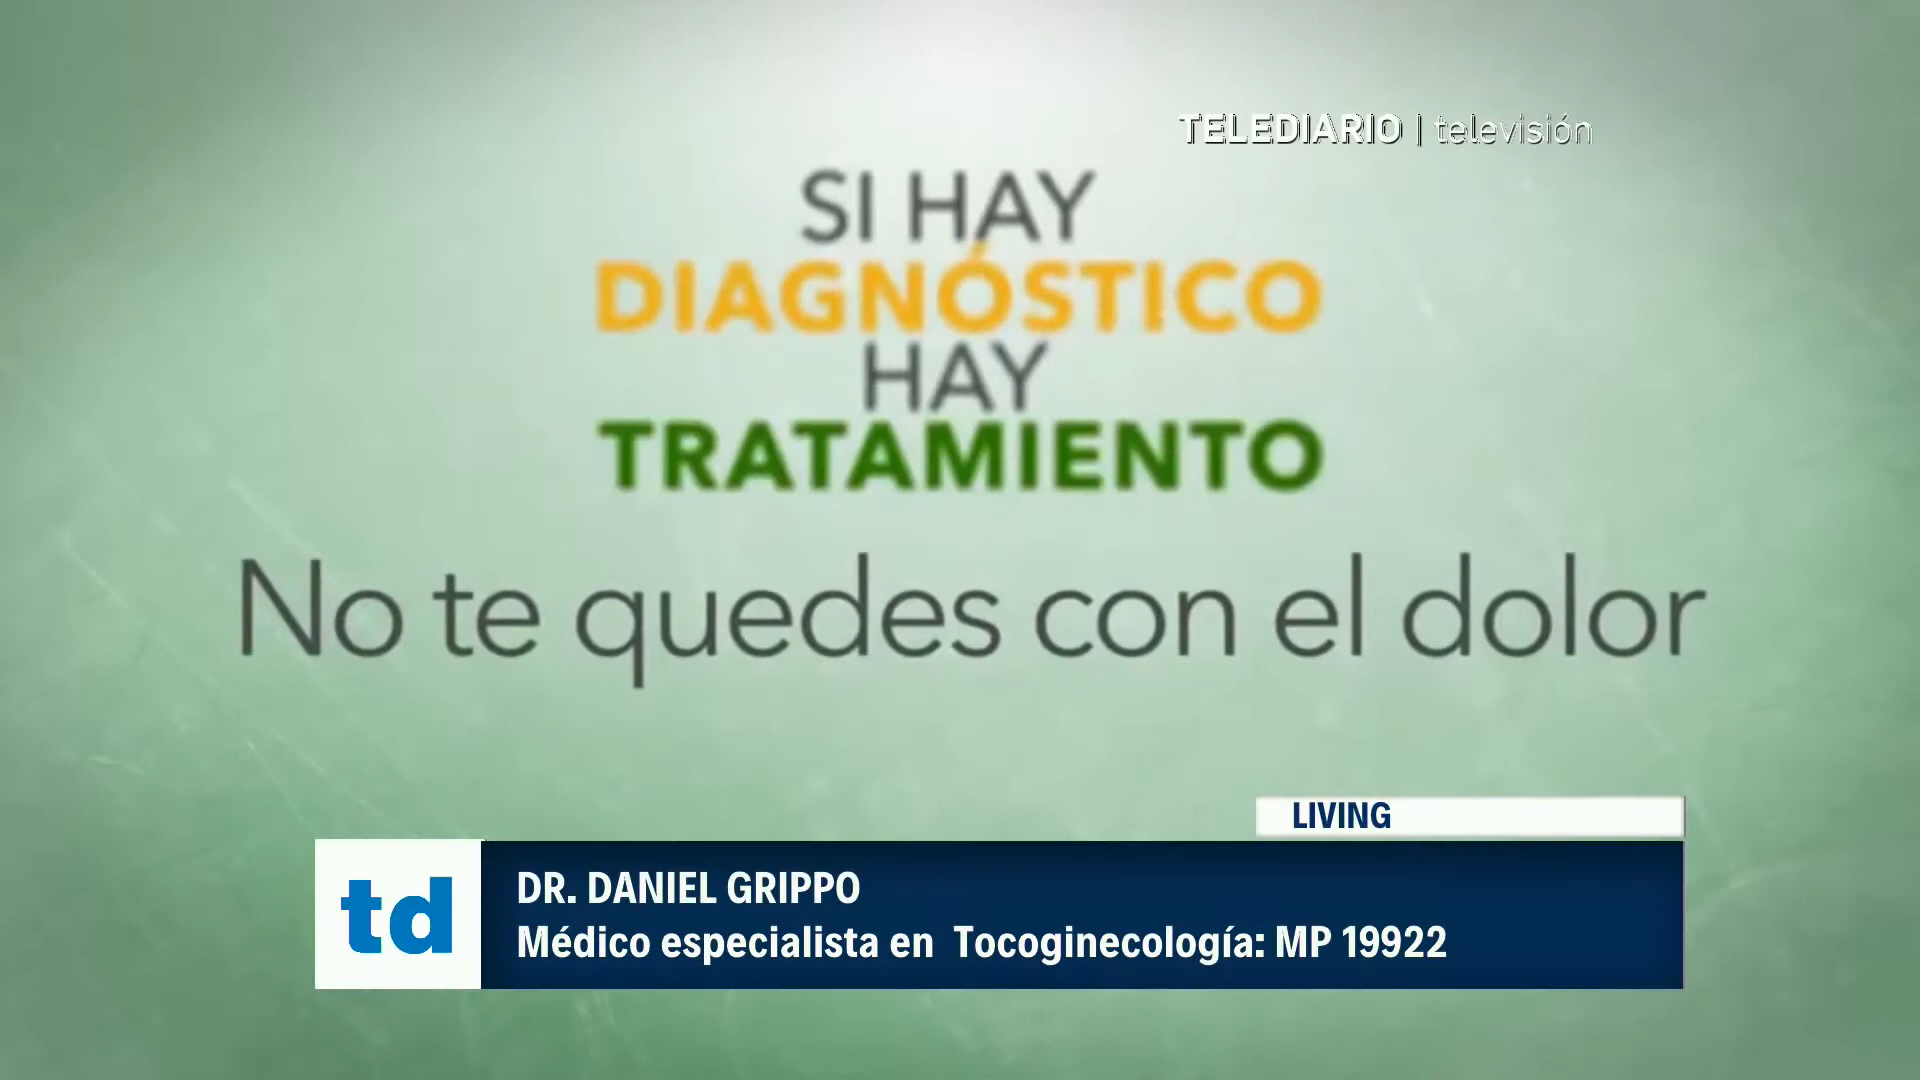 TELEDIARIO | televisión
SI HAY
DIAGNÓSTICO
HAY
TRATAMIENTO
No te quedes con el dolor
LIVING
td
DR. DANIEL GRIPPO
Médico especialista en Tocoginecología: MP 19922